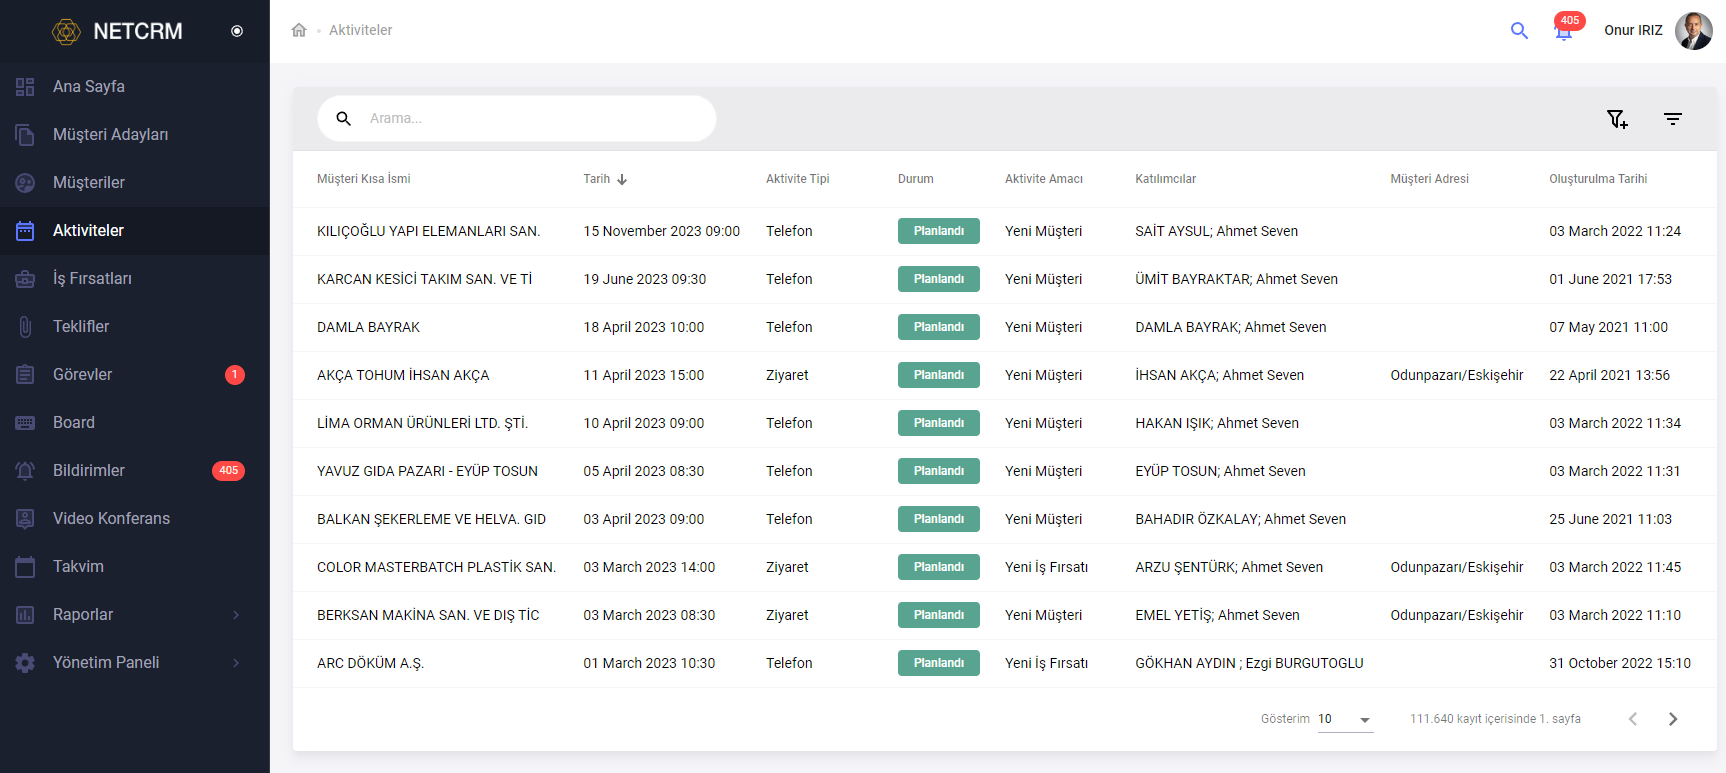 NETCRM
Ana Sayfa
Müşteri Adayları
Müşteriler
Aktiviteler
İş Fırsatları
Teklifler
Görevler 1
Board
Bildirimler 405
Video Konferans
Takvim
Raporlar
Yönetim Paneli
Aktiviteler
405
Onur IRIZ
Arama...
Müşteri Kısa İsmi Tarih Aktivite Tipi Durum Aktivite Amacı Katılımcılar Müşteri Adresi Oluşturulma Tarihi
KILIÇOĞLU YAPI ELEMANLARI SAN. 15 November 2023 09:00 Telefon Planlandı Yeni Müşteri SAİT AYSUL; Ahmet Seven 03 March 2022 11:24
KARCAN KESİCİ TAKIM SAN. VE Tİ 19 June 2023 09:30 Telefon Planlandı Yeni Müşteri ÜMİT BAYRAKTAR; Ahmet Seven 01 June 2021 17:53
DAMLA BAYRAK 18 April 2023 10:00 Telefon Planlandı Yeni Müşteri DAMLA BAYRAK; Ahmet Seven 07 May 2021 11:00
AKÇA TOHUM İHSAN AKÇA 11 April 2023 15:00 Ziyaret Planlandı Yeni Müşteri İHSAN AKÇA; Ahmet Seven Odunpazarı/Eskişehir 22 April 2021 13:56
LİMA ORMAN ÜRÜNLERİ LTD. ŞTİ. 10 April 2023 09:00 Telefon Planlandı Yeni Müşteri HAKAN IŞIK; Ahmet Seven 03 March 2022 11:34
YAVUZ GIDA PAZARI - EYÜP TOSUN 05 April 2023 08:30 Telefon Planlandı Yeni Müşteri EYÜP TOSUN; Ahmet Seven 03 March 2022 11:31
BALKAN ŞEKERLEME VE HELVA. GID 03 April 2023 09:00 Telefon Planlandı Yeni Müşteri BAHADIR ÖZKALAY; Ahmet Seven 25 June 2021 11:03
COLOR MASTERBATCH PLASTİK SAN. 03 March 2023 14:00 Ziyaret Planlandı Yeni İş Fırsatı ARZU ŞENTÜRK; Ahmet Seven Odunpazarı/Eskişehir 03 March 2022 11:45
BERKSAN MAKİNA SAN. VE DIŞ TİC 03 March 2023 08:30 Ziyaret Planlandı Yeni Müşteri EMEL YETİŞ; Ahmet Seven Odunpazarı/Eskişehir 03 March 2022 11:10
ARC DÖKÜM A.Ş. 01 March 2023 10:30 Telefon Planlandı Yeni İş Fırsatı GÖKHAN AYDIN ; Ezgi BURGUTOGLU 31 October 2022 15:10
Gösterim 10 111.640 kayıt içerisinde 1. sayfa